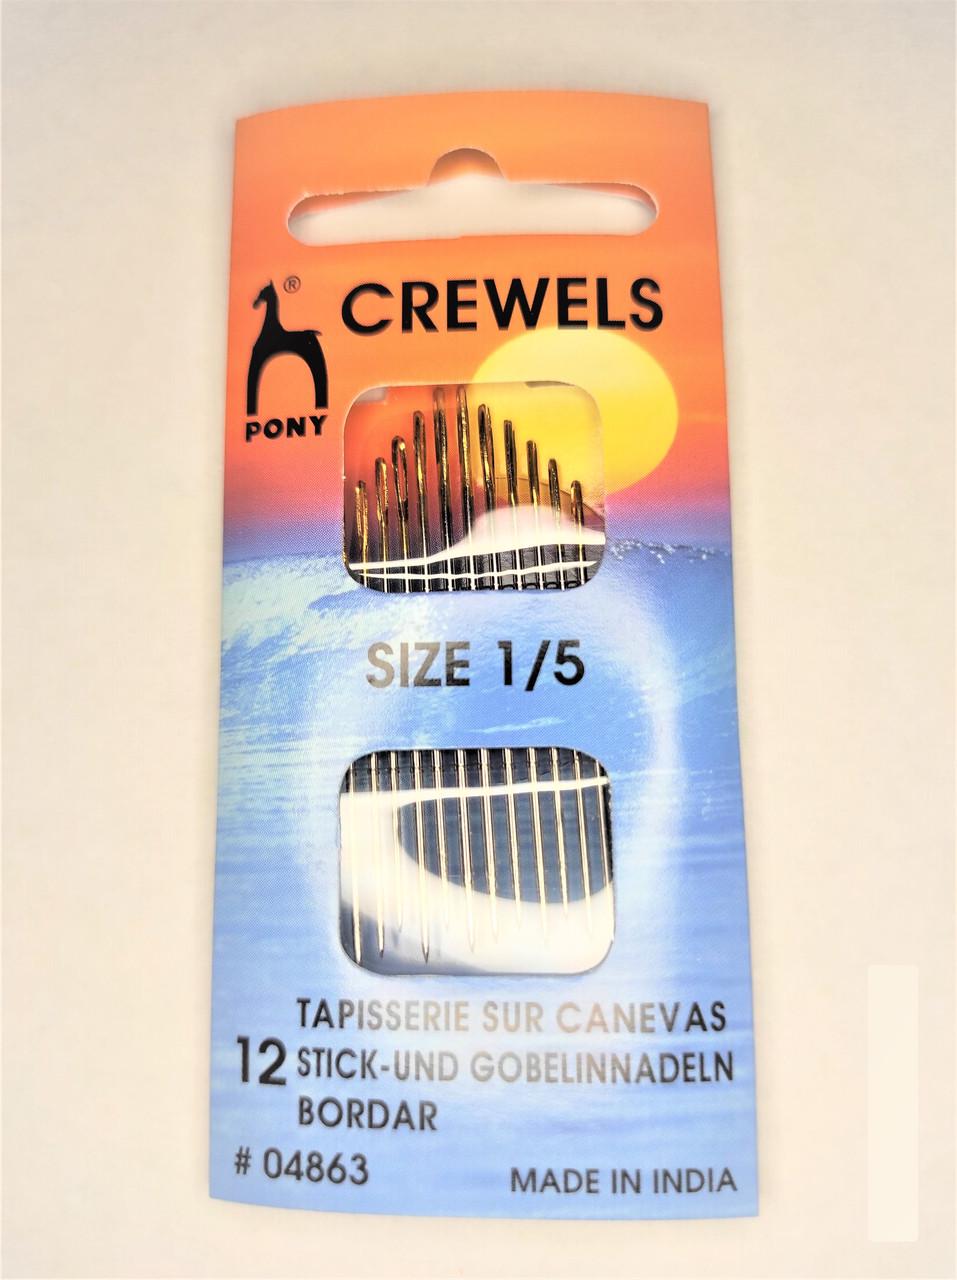 ®
CREWELS
PONY
SIZE 1/5
TAPISSERIE SUR CANEVAS
12 STICK-UND GOBELINNADELN
BORDAR
# 04863
MADE IN INDIA